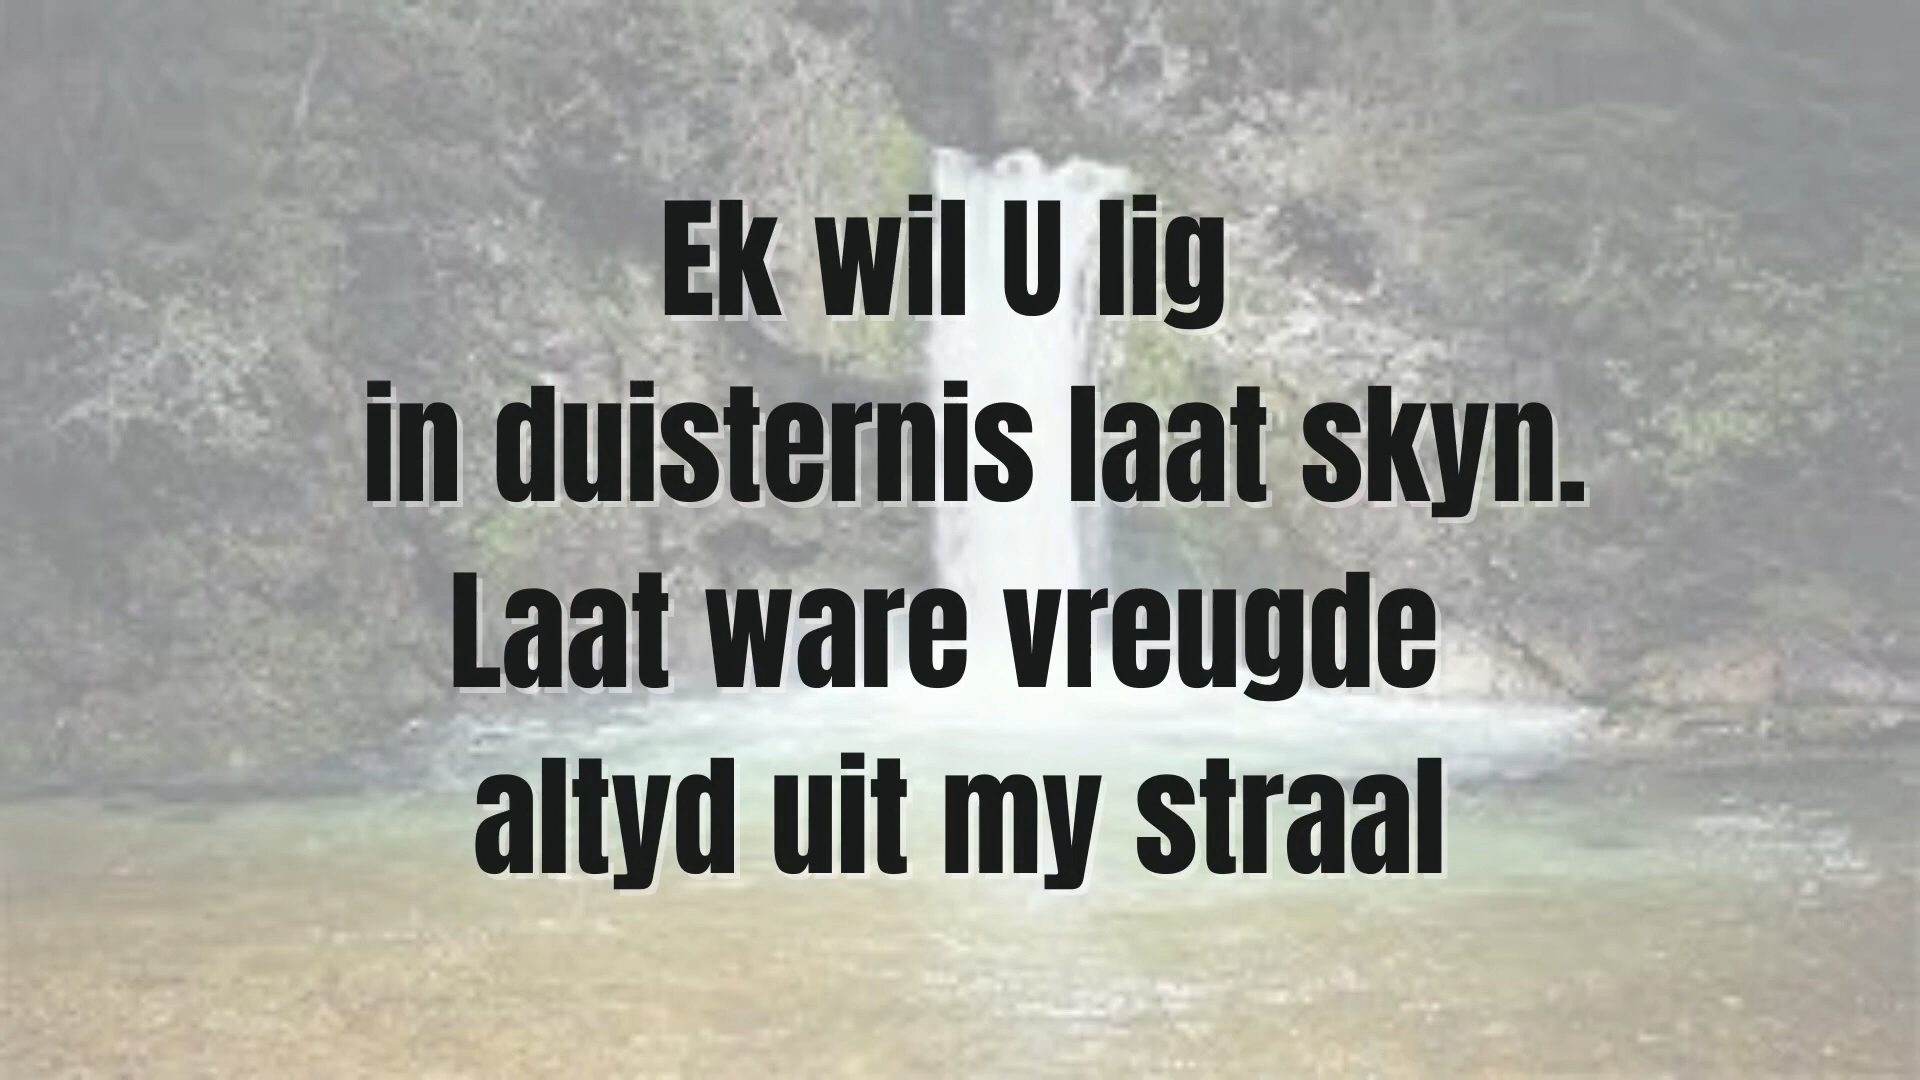 Ek wil U lig
in duisternis laat skyn.
Laat ware vreugde
altyd uit my straal